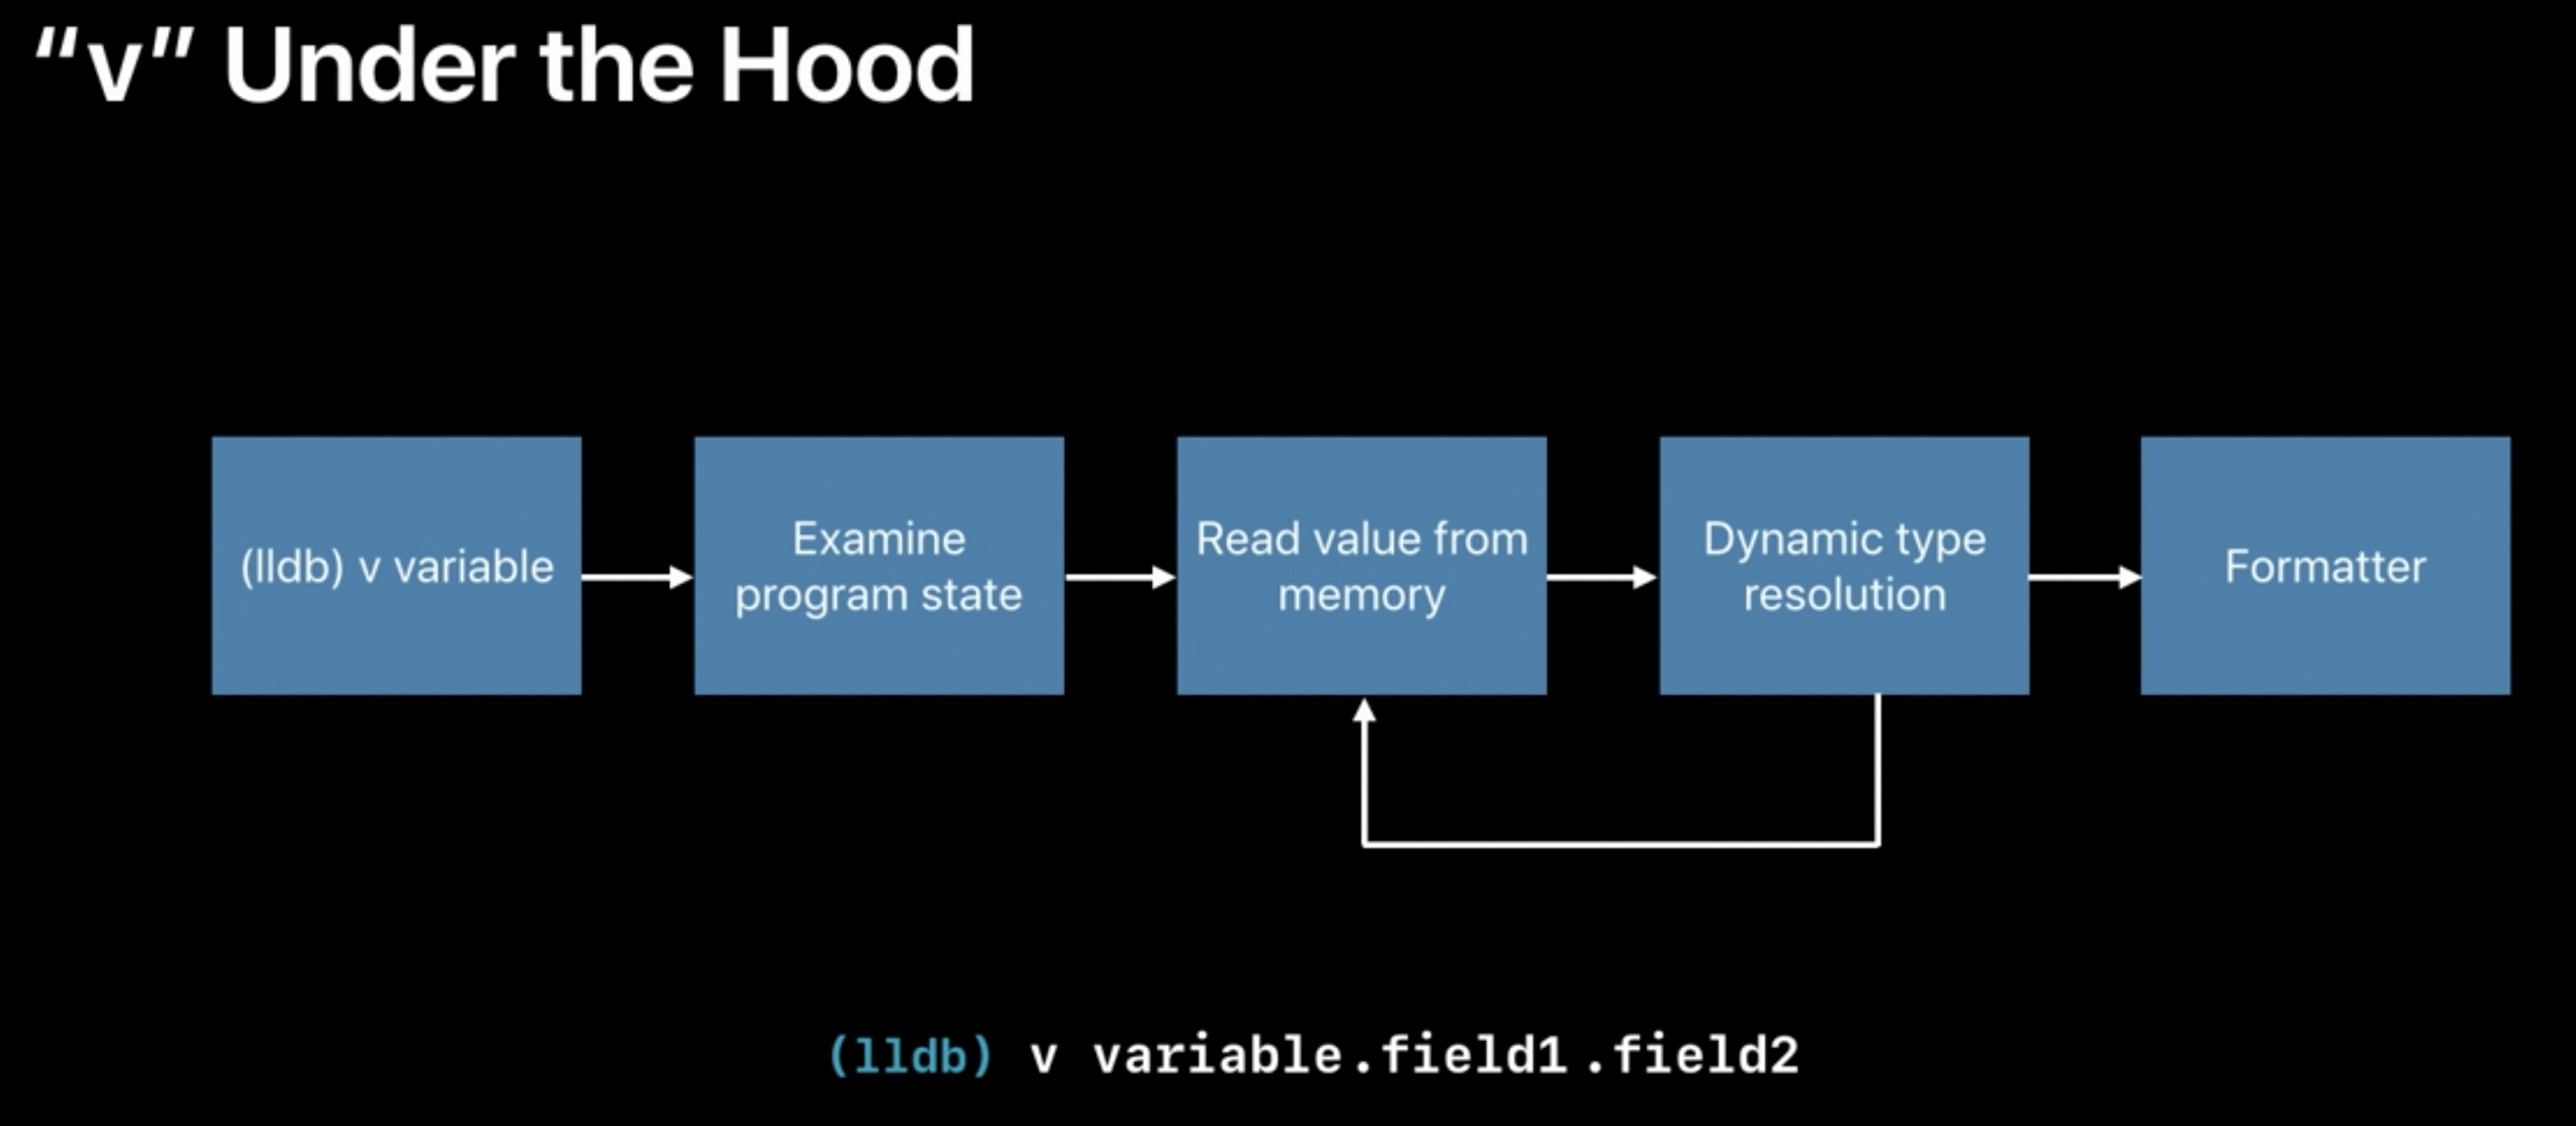 “v” Under the Hood
(lldb) v variable
Examine
program state
Read value from
memory
Dynamic type
resolution
Formatter
(lldb) v variable.field1.field2